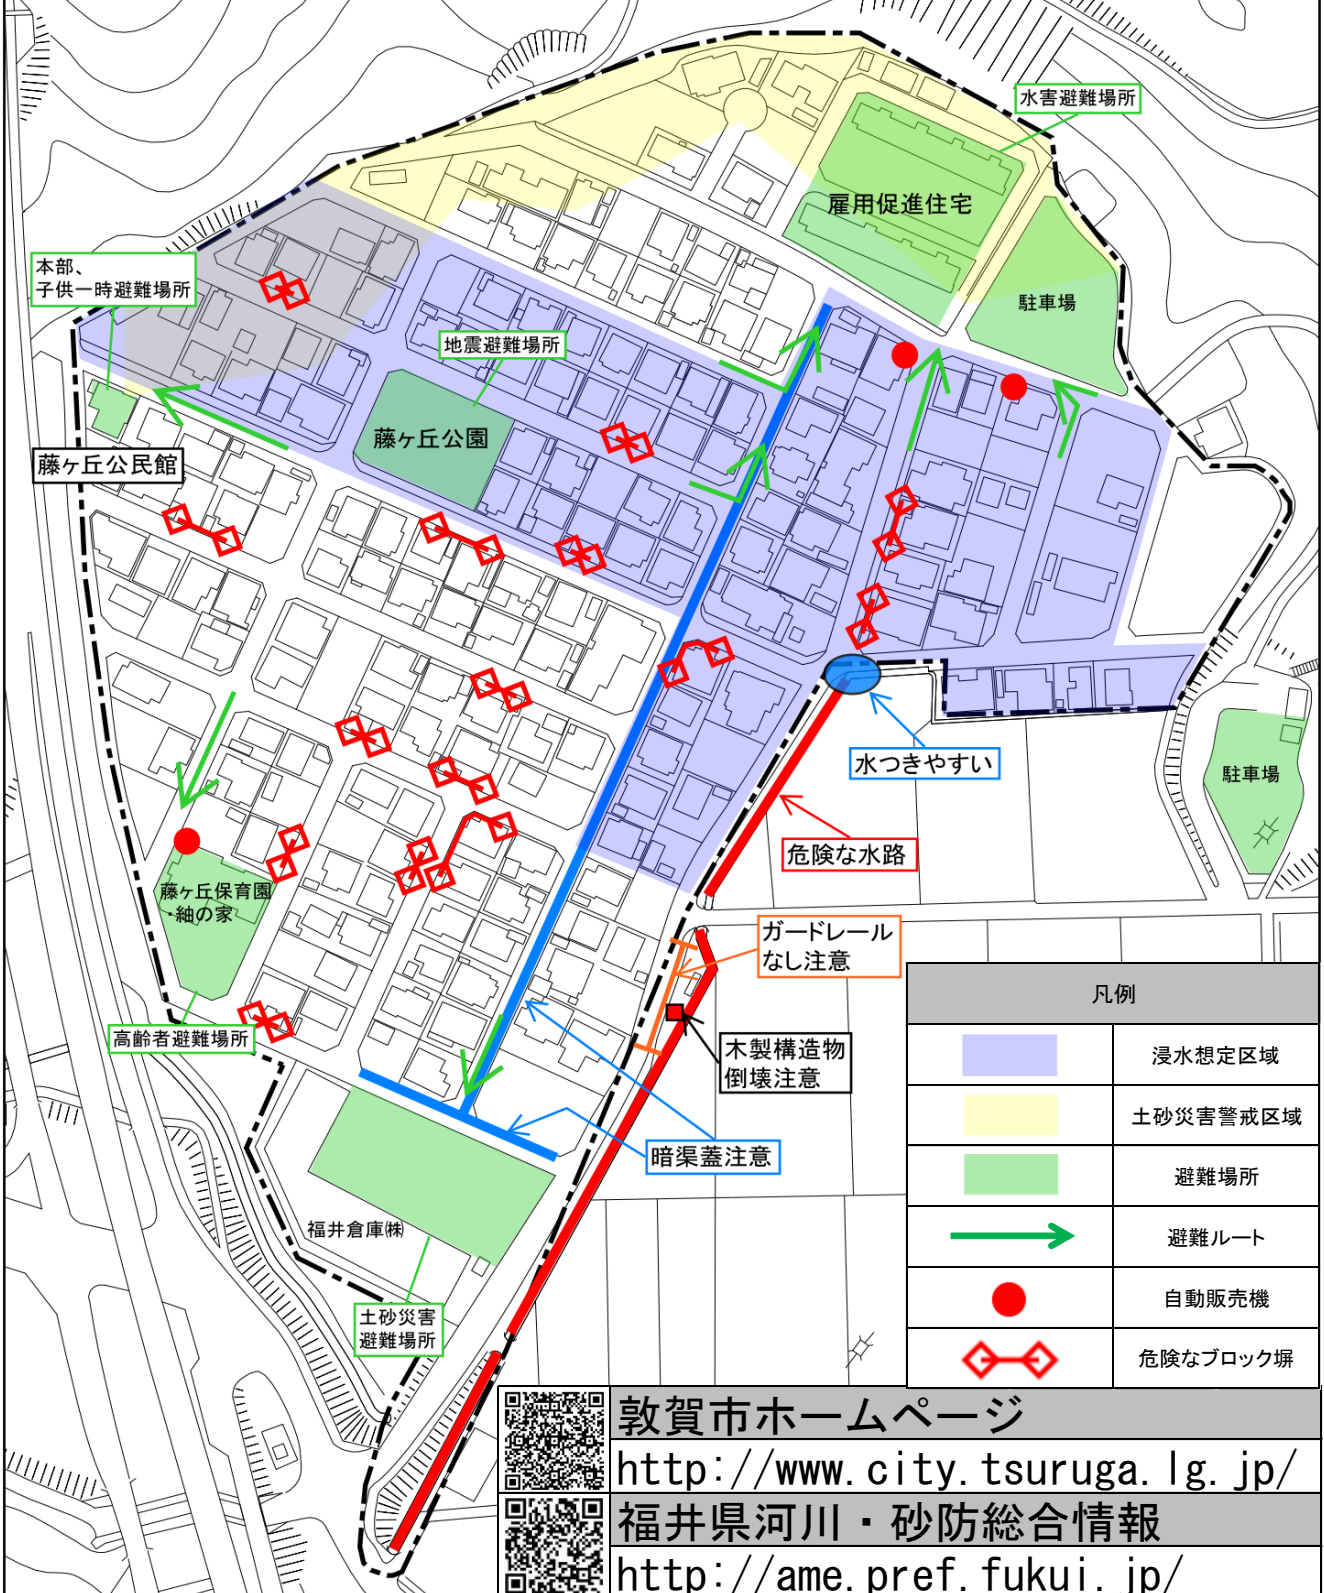 水害避難場所
雇用促進住宅
本部、
子供一時避難場所
駐車場
地震避難場所
藤ヶ丘公園
藤ヶ丘公民館
水つきやすい
駐車場
危険な水路
藤ヶ丘保育園
・紬の家
ガードレール
なし注意
高齢者避難場所
木製構造物
倒壊注意
暗渠蓋注意
福井倉庫㈱
土砂災害
避難場所
凡例
浸水想定区域
土砂災害警戒区域
避難場所
避難ルート
自動販売機
危険なブロック塀
敦賀市ホームページ
http://www.city.tsuruga.lg.jp/
福井県河川・砂防総合情報
http://ame.pref.fukui.jp/